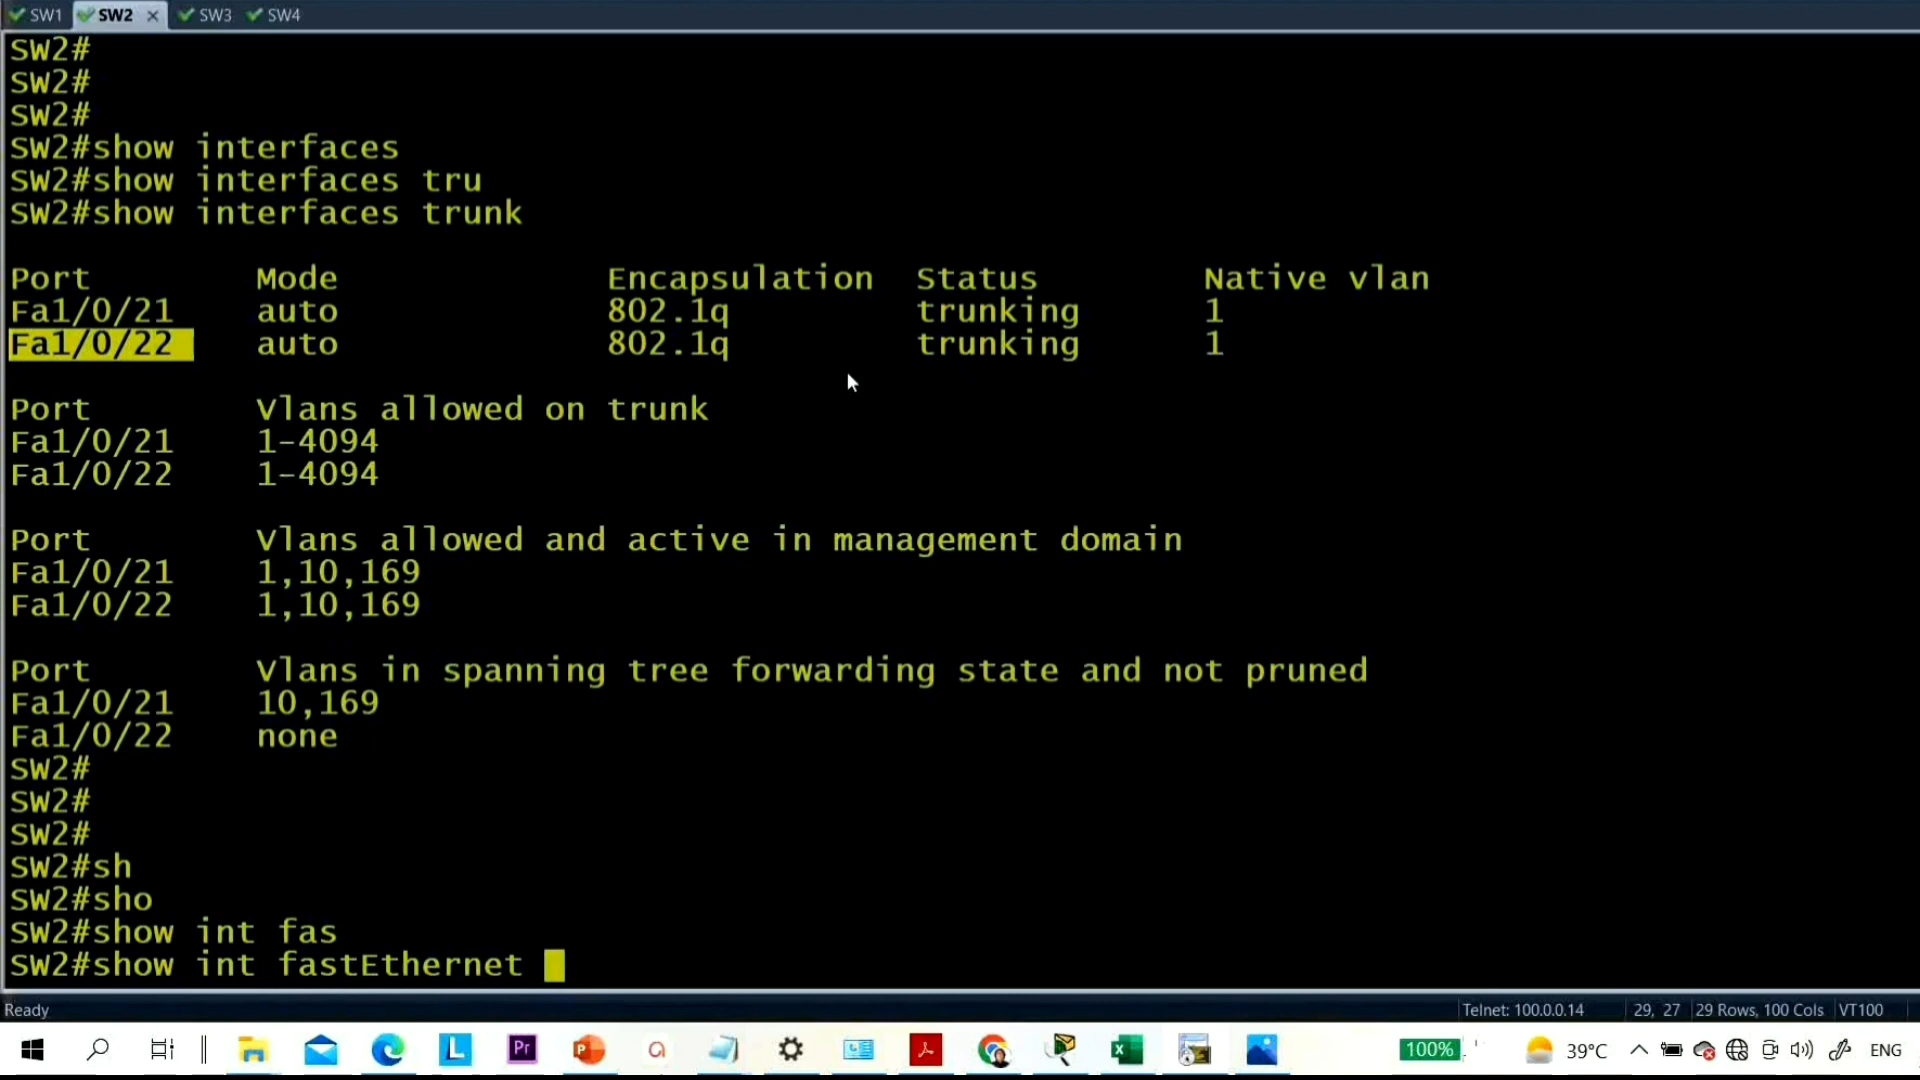 SW1 SW2 × SW3 SW4
SW2#
SW2#
SW2#
SW2#show interfaces
SW2#show interfaces tru
SW2#show interfaces trunk
Port Mode Encapsulation Status Native vlan
Fa1/0/21 auto 802.1q trunking 1
Fa1/0/22 auto 802.1q trunking 1
Port Vlans allowed on trunk
Fa1/0/21 1-4094
Fa1/0/22 1-4094
Port Vlans allowed and active in management domain
Fa1/0/21 1,10,169
Fa1/0/22 1,10,169
Port Vlans in spanning tree forwarding state and not pruned
Fa1/0/21 10,169
Fa1/0/22 none
SW2#
SW2#
SW2#
SW2#sh
SW2#sho
SW2#show int fas
SW2#show int fastEthernet
Ready Telnet: 100.0.0.14 29, 27 29 Rows, 100 Cols VT100
L Pr P a X 100% 39°C ENG